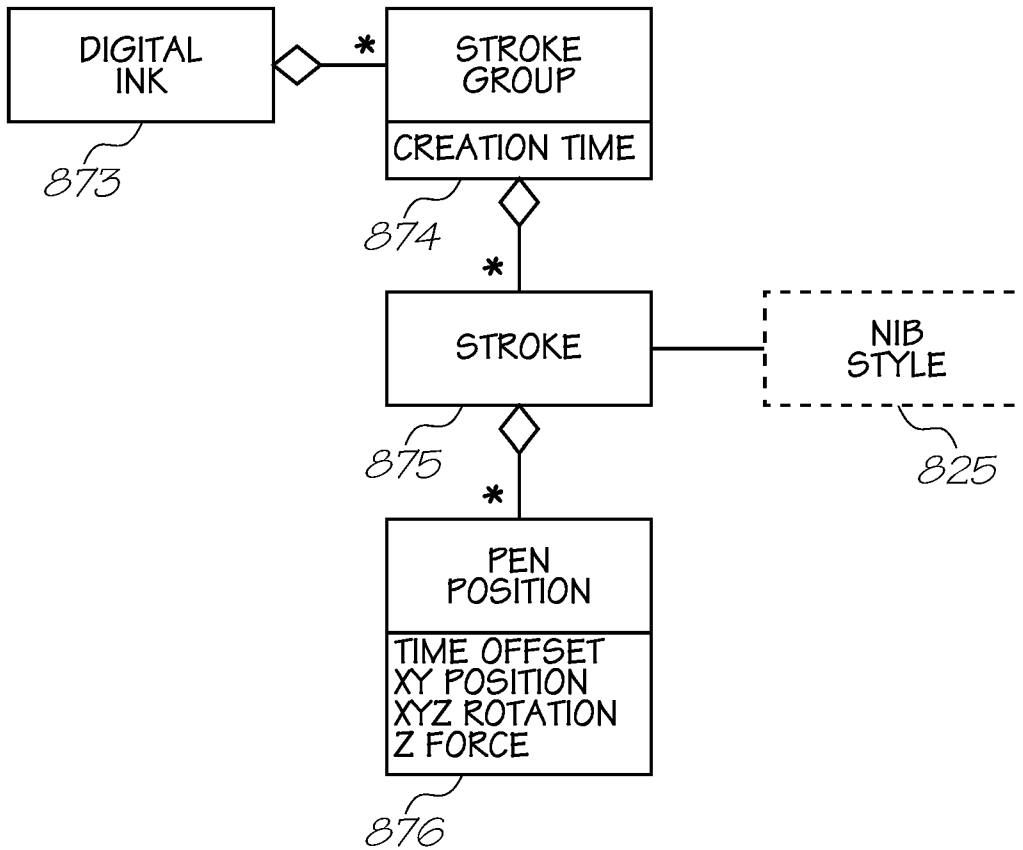 DIGITAL
INK
*
STROKE
GROUP
CREATION TIME
873
874
*
STROKE
NIB
STYLE
875
825
*
PEN
POSITION
TIME OFFSET
XY POSITION
XYZ ROTATION
Z FORCE
876